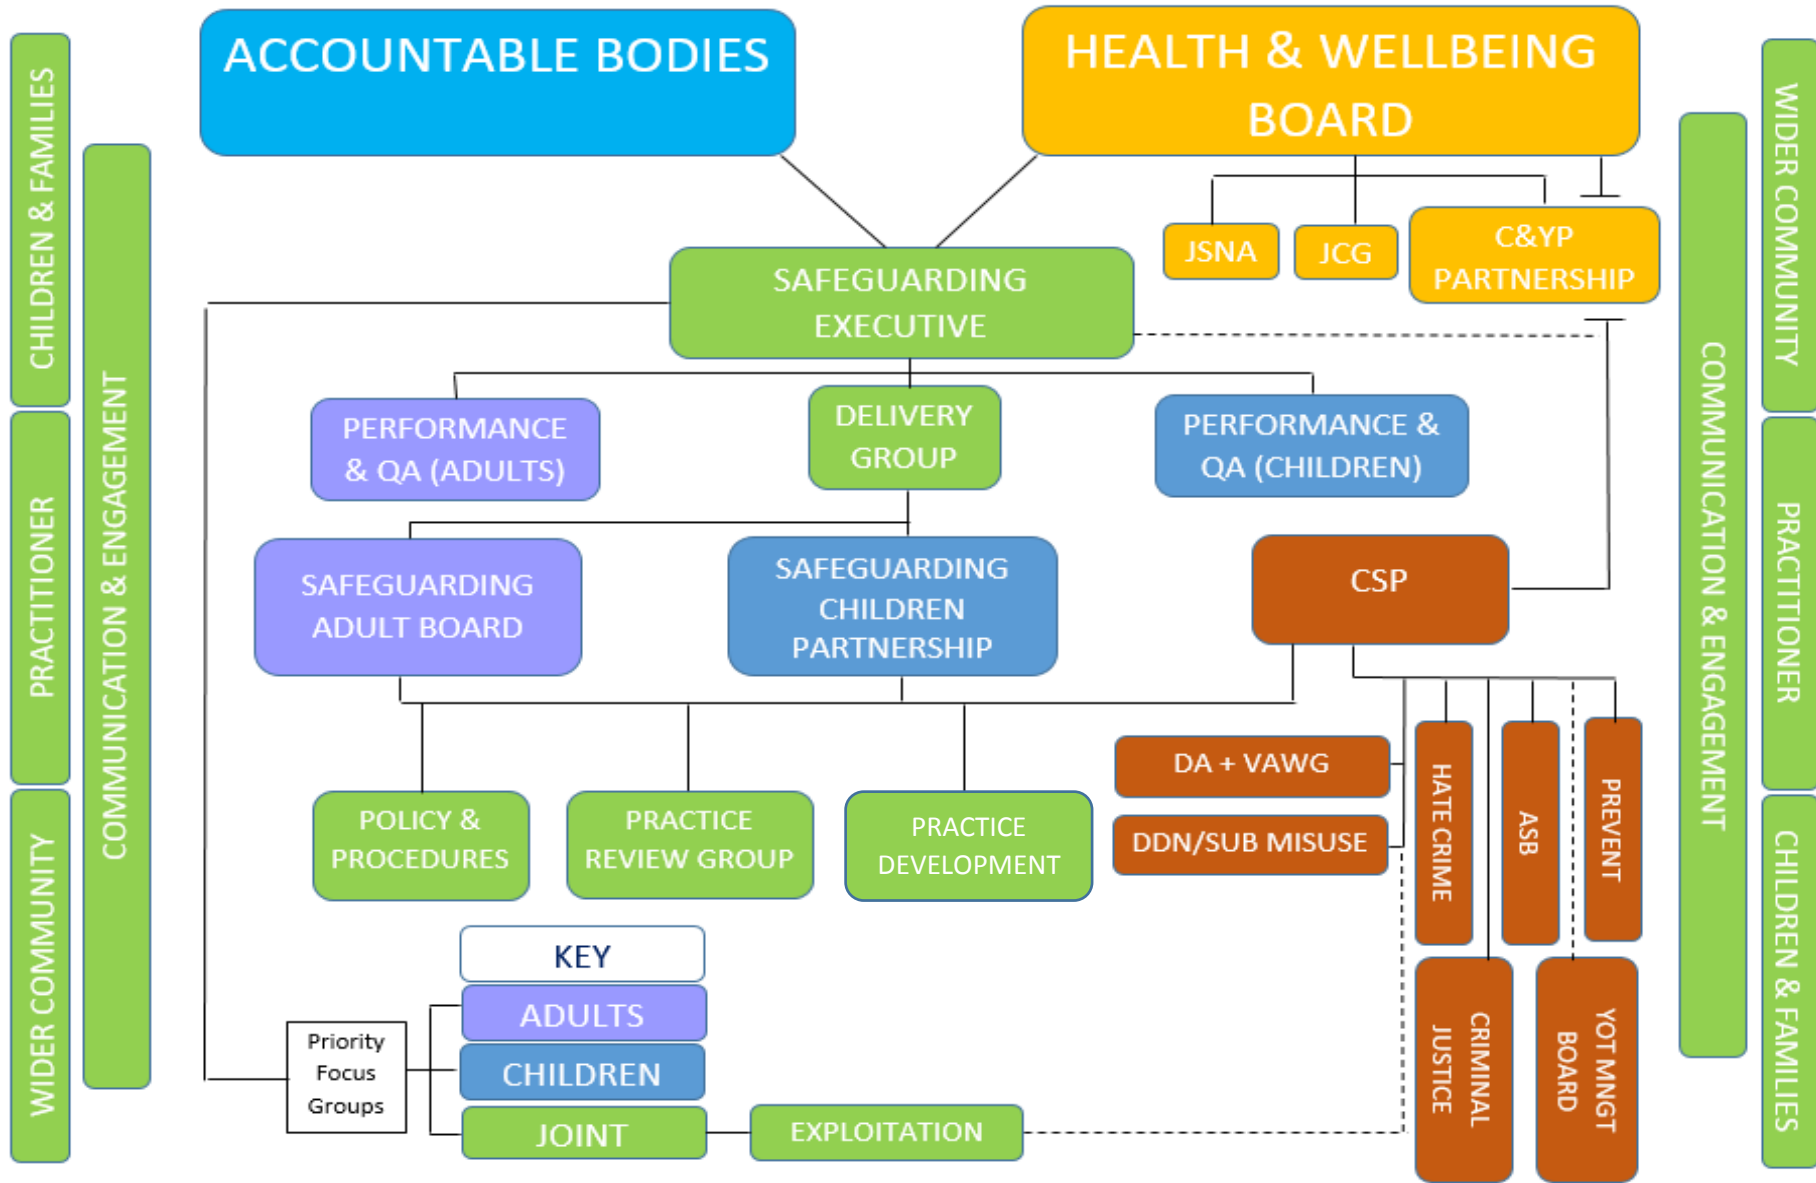 ACCOUNTABLE BODIES
HEALTH & WELLBEING
BOARD
CHILDREN & FAMILIES
PRACTITIONER
WIDER COMMUNITY
COMMUNICATION & ENGAGEMENT
JSNA
JCG
C&YP
PARTNERSHIP
SAFEGUARDING
EXECUTIVE
PERFORMANCE
& QA (ADULTS)
DELIVERY
GROUP
PERFORMANCE &
QA (CHILDREN)
SAFEGUARDING
ADULT BOARD
SAFEGUARDING
CHILDREN
PARTNERSHIP
CSP
POLICY &
PROCEDURES
PRACTICE
REVIEW GROUP
PRACTICE
DEVELOPMENT
DA + VAWG
DDN/SUB MISUSE
HATE CRIME
ASB
PREVENT
CRIMINAL
JUSTICE
YOT MNGT
BOARD
KEY
ADULTS
CHILDREN
JOINT
EXPLOITATION
Priority
Focus
Groups
COMMUNICATION & ENGAGEMENT
WIDER COMMUNITY
PRACTITIONER
CHILDREN & FAMILIES